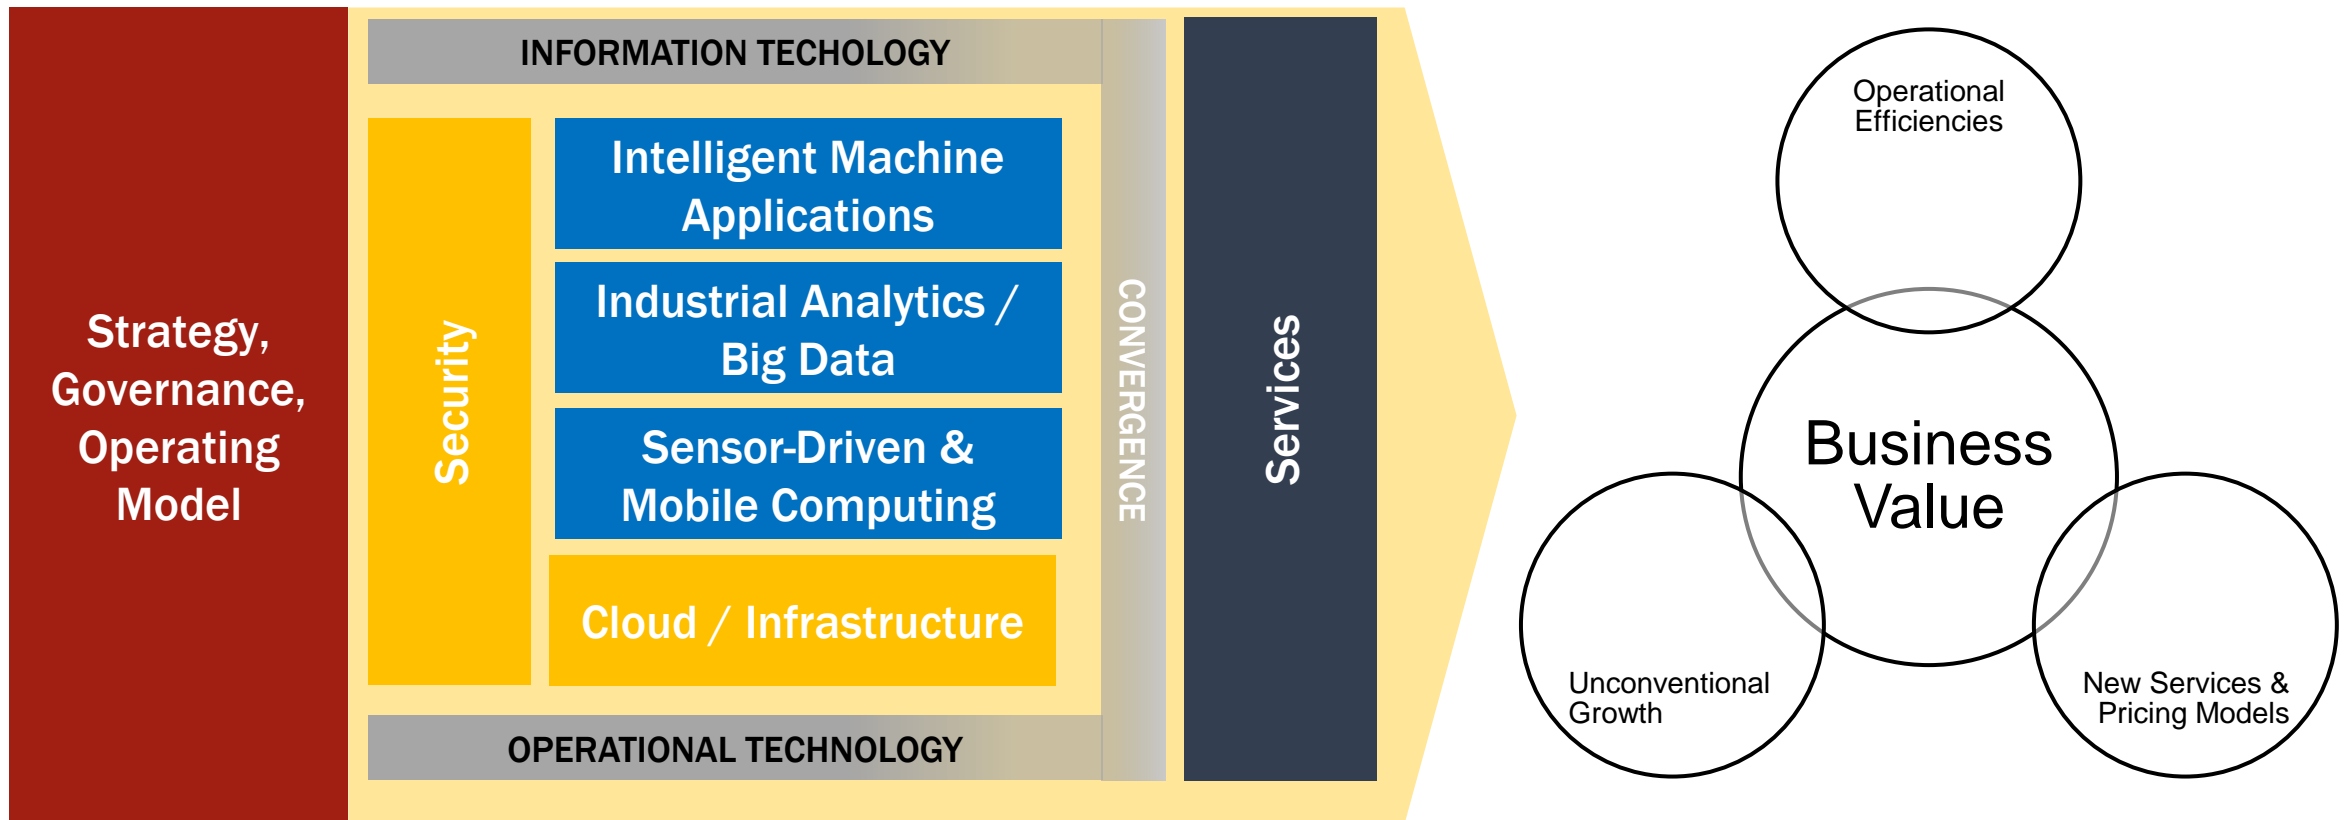 Strategy,
Governance,
Operating
Model
INFORMATION TECHOLOGY
Security
Intelligent Machine
Applications
Industrial Analytics /
Big Data
Sensor-Driven &
Mobile Computing
Cloud / Infrastructure
OPERATIONAL TECHNOLOGY
CONVERGENCE
Services
Operational
Efficiencies
Business
Value
Unconventional
Growth
New Services &
Pricing Models